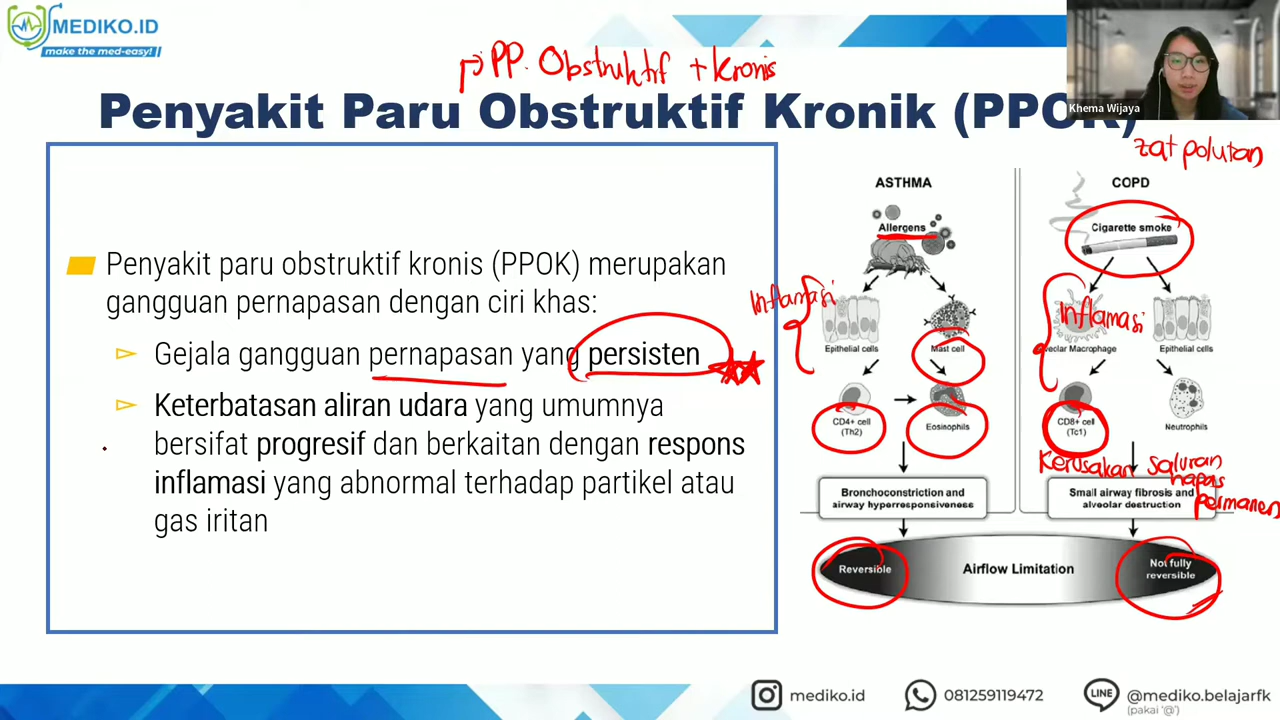 MEDIKO.ID
make the med-easy!
PP. Obstruktif + Kronis
Penyakit Paru Obstruktif Kronik (PPOK)
Khema Wijaya
zat polutan
Penyakit paru obstruktif kronis (PPOK) merupakan
gangguan pernapasan dengan ciri khas:
Gejala gangguan pernapasan yang persisten
Keterbatasan aliran udara yang umumnya
bersifat progresif dan berkaitan dengan respons
inflamasi yang abnormal terhadap partikel atau
gas iritan
ASTHMA
Allergens
Inflamasi
Epithelial cells
Mast cell
CD4+ cell
(Th2)
Eosinophils
Bronchoconstriction and
airway hyperresponsiveness
COPD
Cigarette smoke
Inflamasi
Macrophage
Epithelial cells
CD8+ cell
(Tc1)
Neutrophils
Kerusakan saluran
napas
permanen
Small airway fibrosis and
alveolar destruction
Reversible
Airflow Limitation
Not fully
reversible
mediko.id
081259119472
LINE
@mediko.belajarfk
(pakai '@')